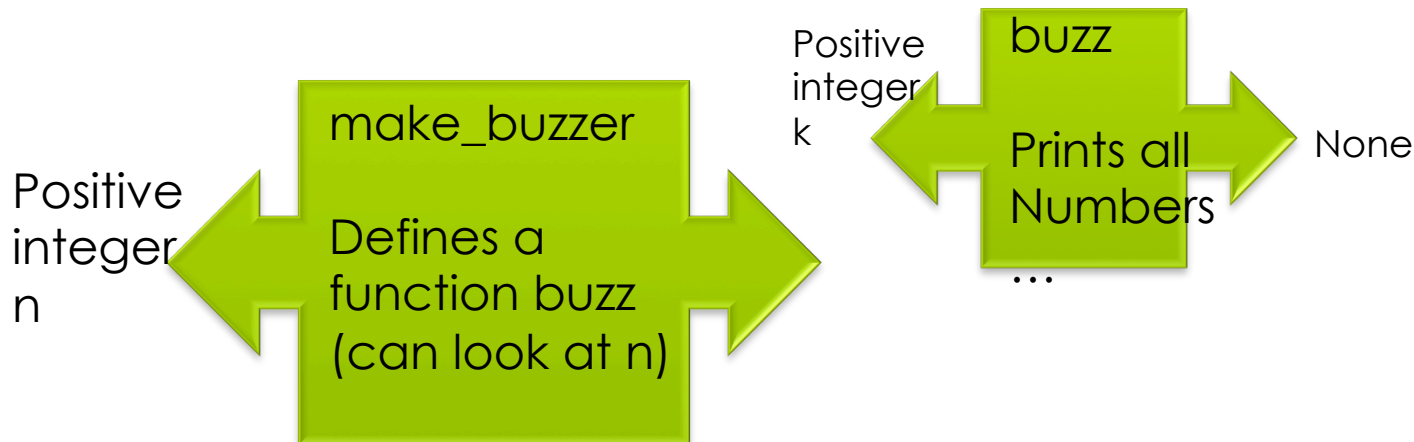 Positive
integer
n
make_buzzer
Defines a
function buzz
(can look at n)
Positive
integer
k
buzz
Prints all
Numbers
...
None